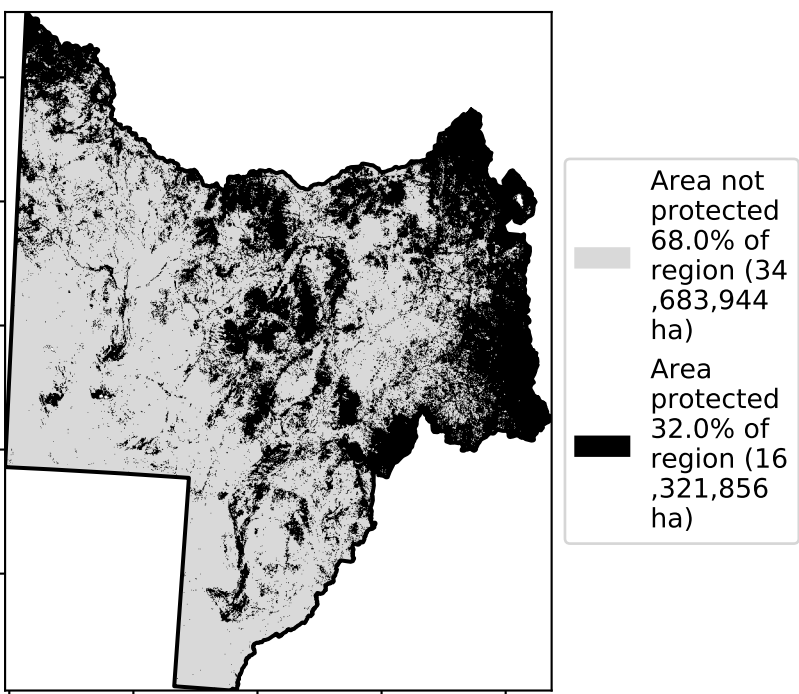 Area not
protected
68.0% of
region (34
,683,944
ha)
Area
protected
32.0% of
region (16
,321,856
ha)